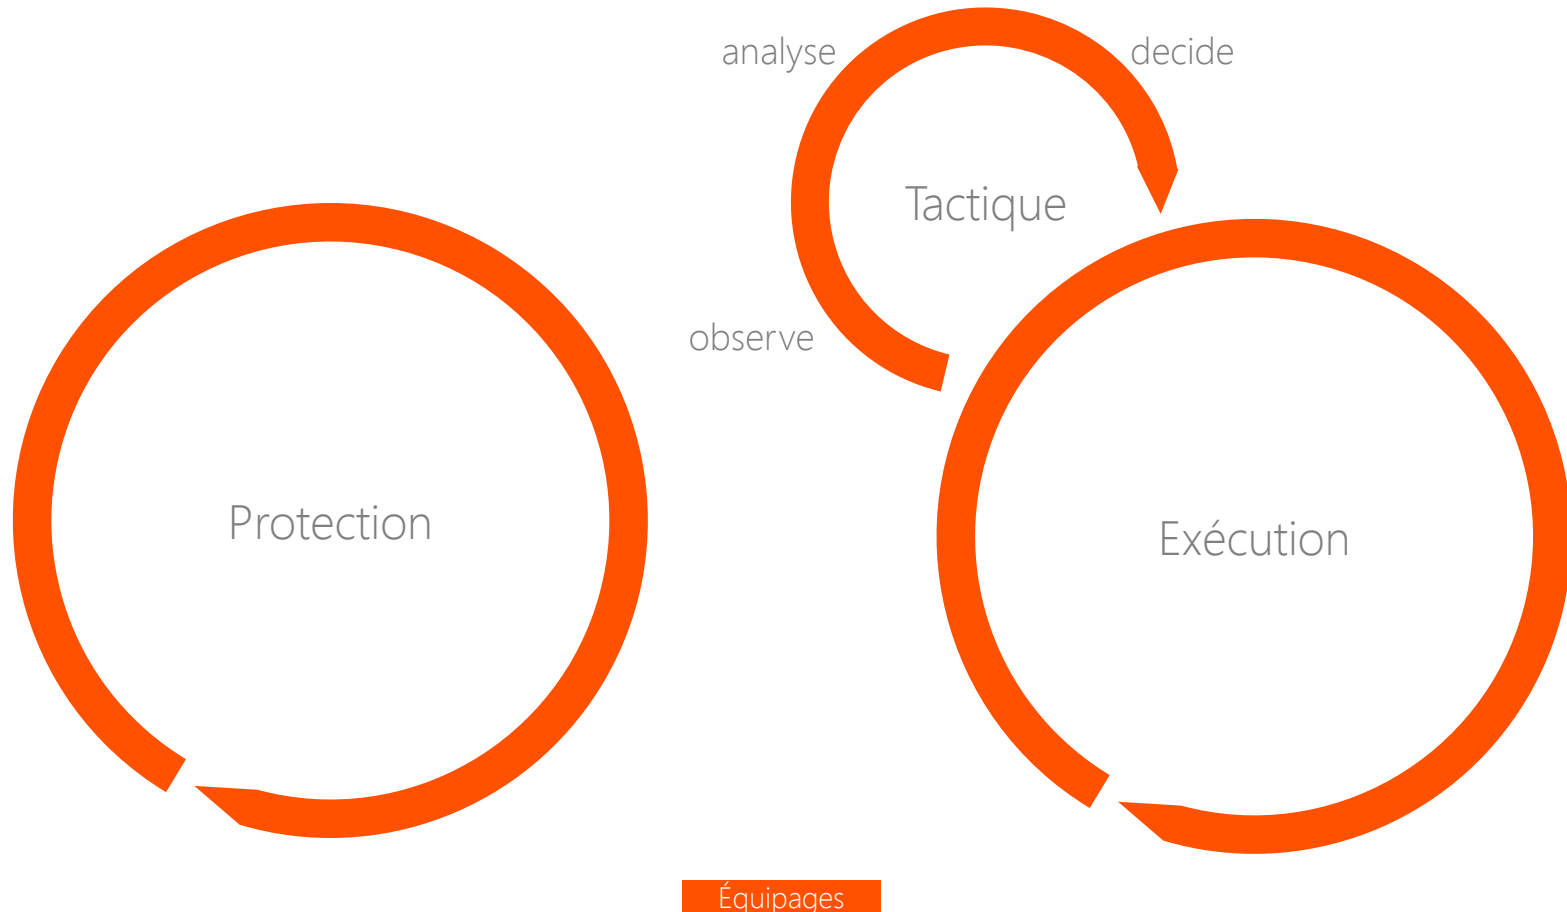 analyse
decide
Tactique
observe
Protection
Exécution
Équipages